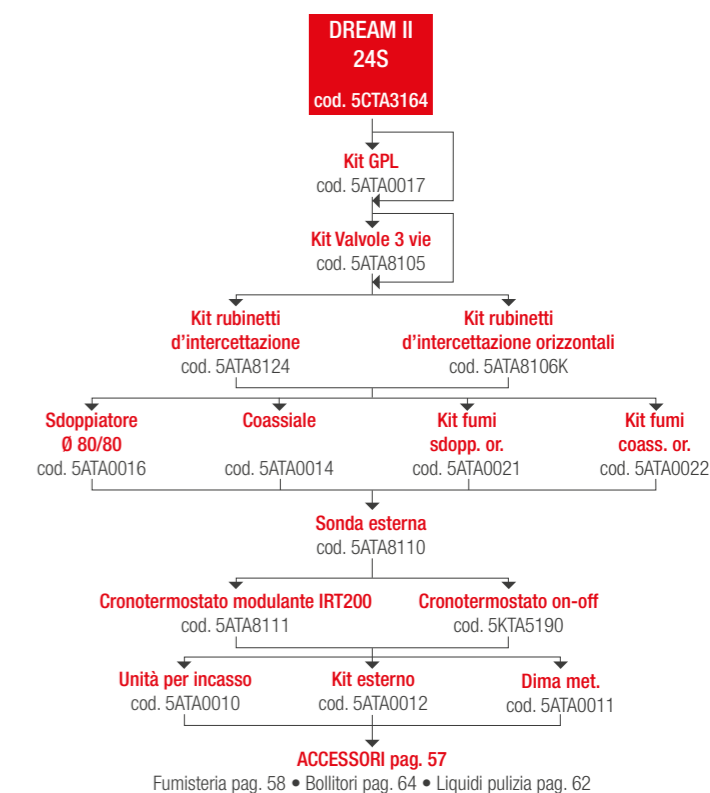 DREAM II
24S
cod. 5CTA3164
Kit GPL
cod. 5ATA0017
Kit Valvole 3 vie
cod. 5ATA8105
Kit rubinetti
d'intercettazione
cod. 5ATA8124
Kit rubinetti
d'intercettazione orizzontali
cod. 5ATA8106K
Sdoppiatore
Ø 80/80
cod. 5ATA0016
Coassiale
cod. 5ATA0014
Kit fumi
sdopp. or.
cod. 5ATA0021
Kit fumi
coass. or.
cod. 5ATA0022
Sonda esterna
cod. 5ATA8110
Cronotermostato modulante IRT200
cod. 5ATA8111
Cronotermostato on-off
cod. 5KTA5190
Unità per incasso
cod. 5ATA0010
Kit esterno
cod. 5ATA0012
Dima met.
cod. 5ATA0011
ACCESSORI pag. 57
Fumisteria pag. 58 • Bollitori pag. 64 • Liquidi pulizia pag. 62